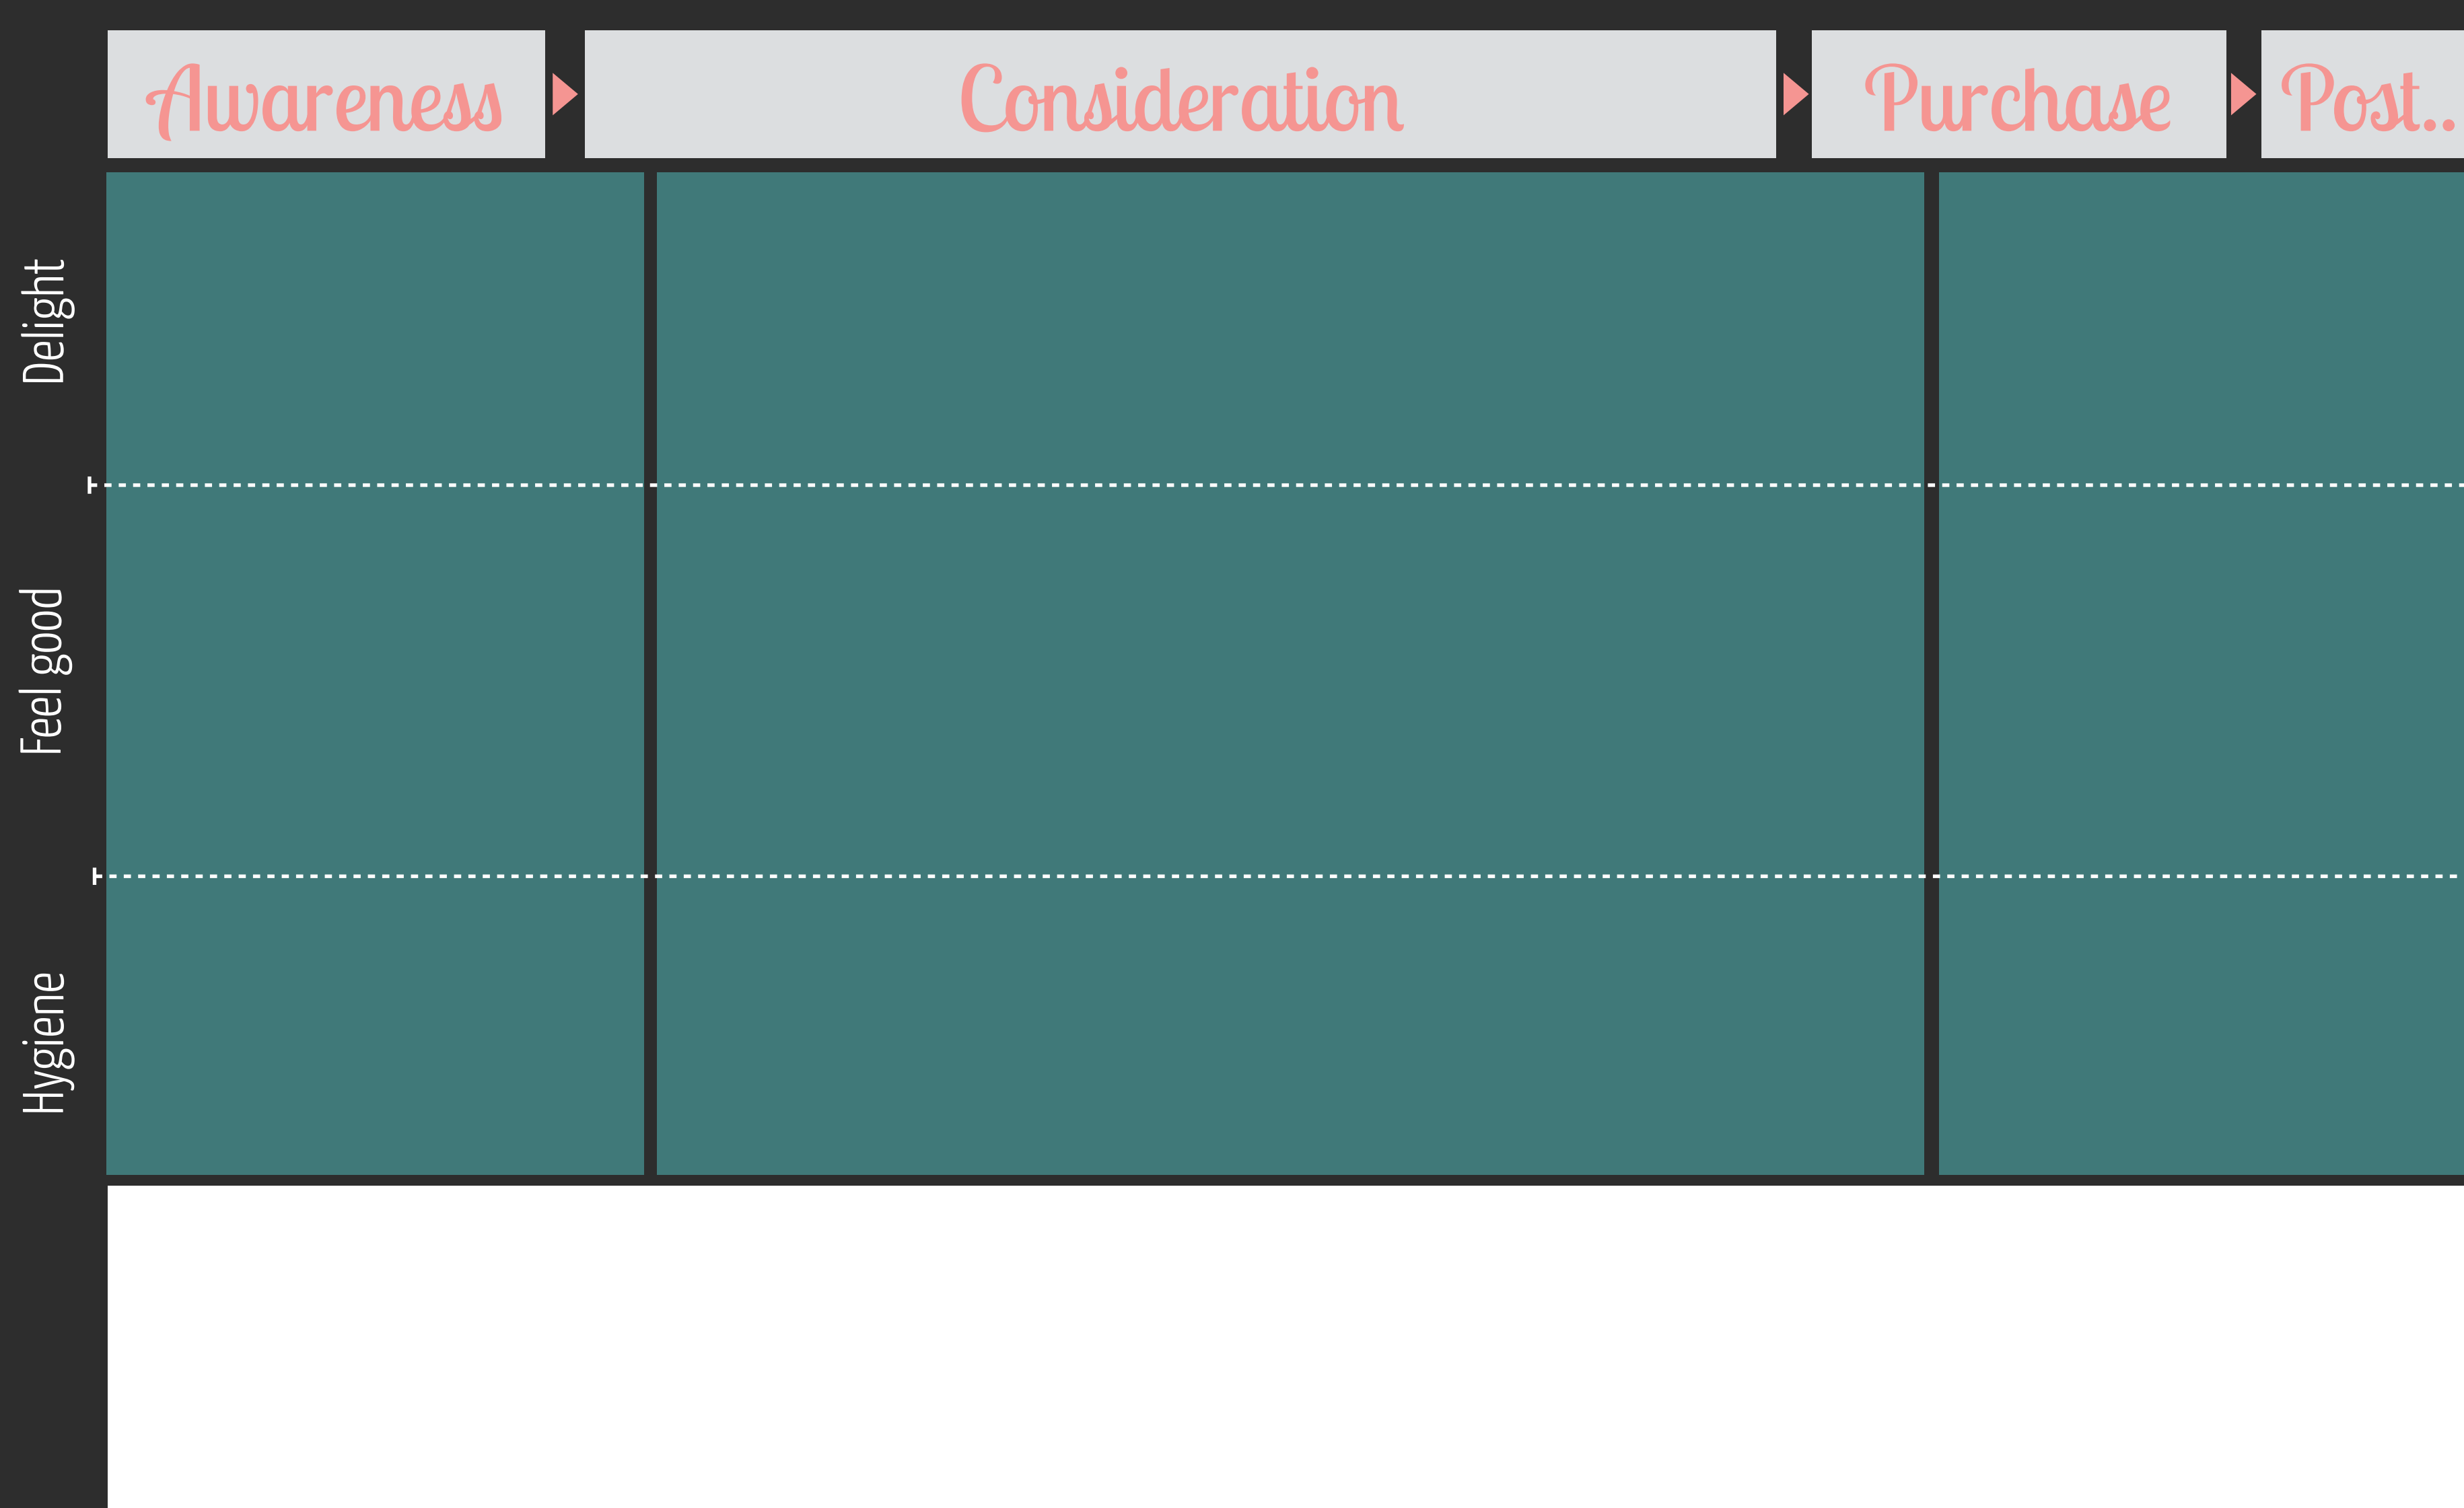 Awareness
Consideration
Purchase
Post..
Delight
Feel good
Hygiene